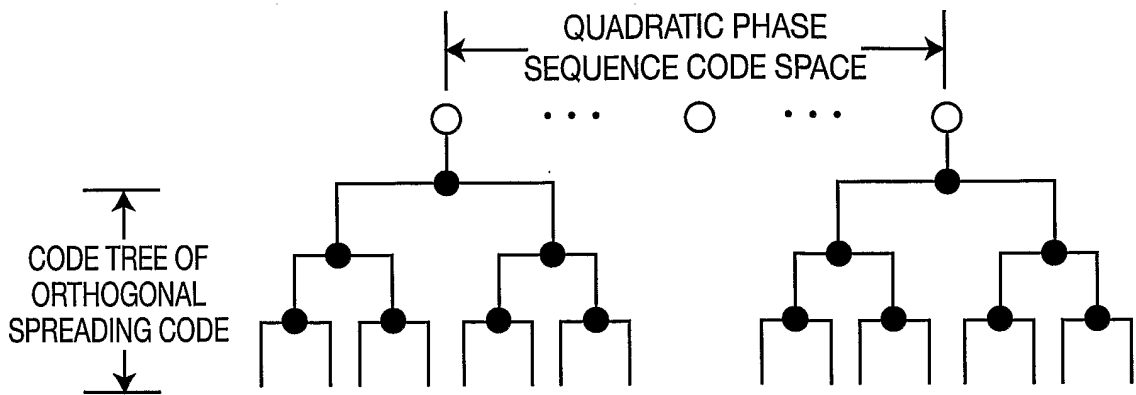 QUADRATIC PHASE
SEQUENCE CODE SPACE
CODE TREE OF
ORTHOGONAL
SPREADING CODE